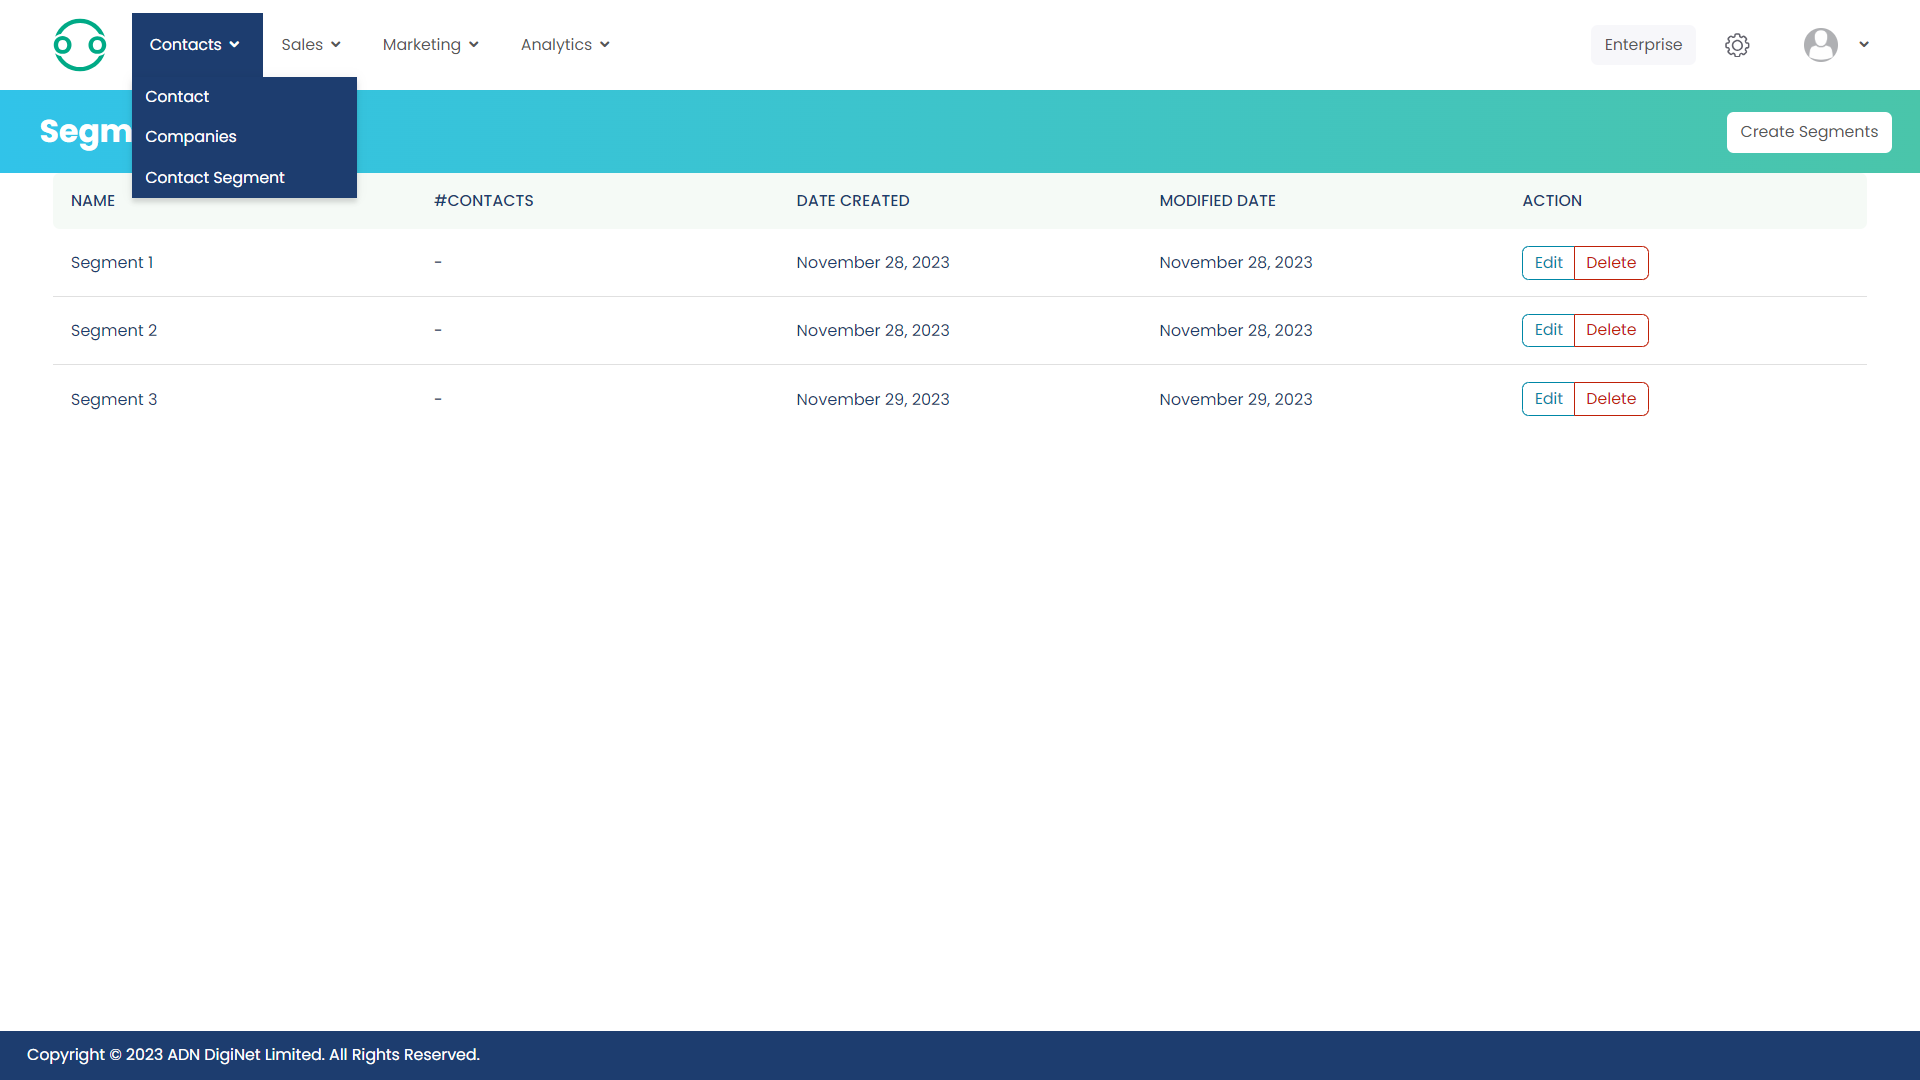 Contacts Sales Marketing Analytics Enterprise
Contact
Companies
Contact Segment
Segm
Create Segments
NAME #CONTACTS DATE CREATED MODIFIED DATE ACTION
Segment 1 - November 28, 2023 November 28, 2023 Edit Delete
Segment 2 - November 28, 2023 November 28, 2023 Edit Delete
Segment 3 - November 29, 2023 November 29, 2023 Edit Delete
Copyright © 2023 ADN DigiNet Limited. All Rights Reserved.